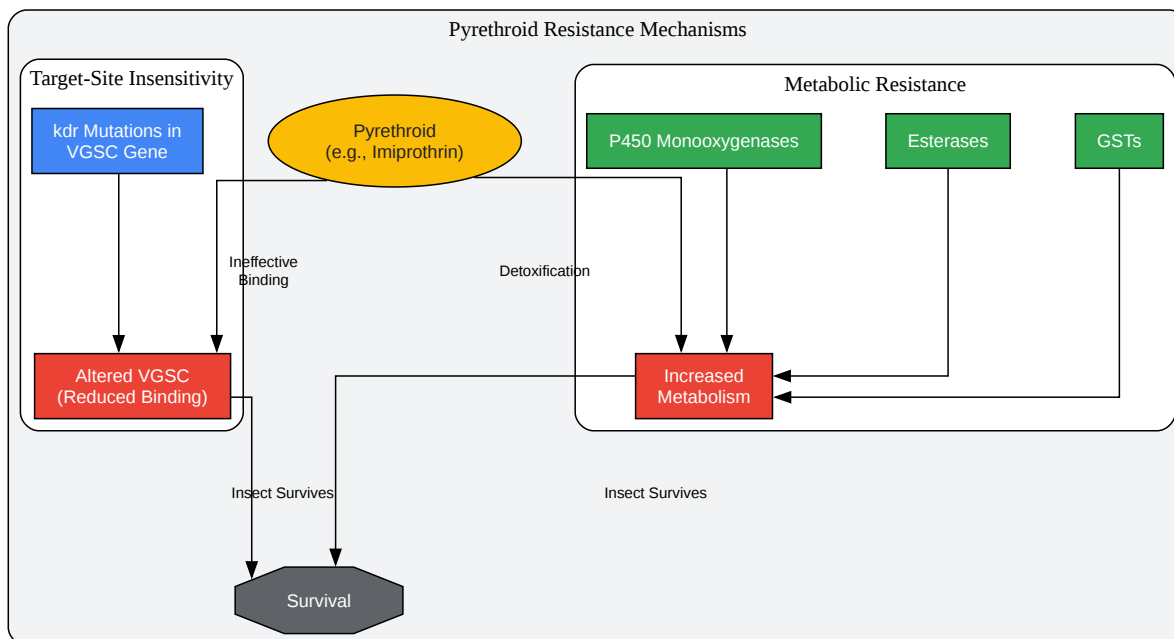 Pyrethroid Resistance Mechanisms
Target-Site Insensitivity
Metabolic Resistance
kdr Mutations in
VGSC Gene
Pyrethroid
(e.g., Imiprothrin)
P450 Monooxygenases
Esterases
GSTs
Ineffective
Binding
Detoxification
Altered VGSC
(Reduced Binding)
Increased
Metabolism
Insect Survives
Insect Survives
Survival